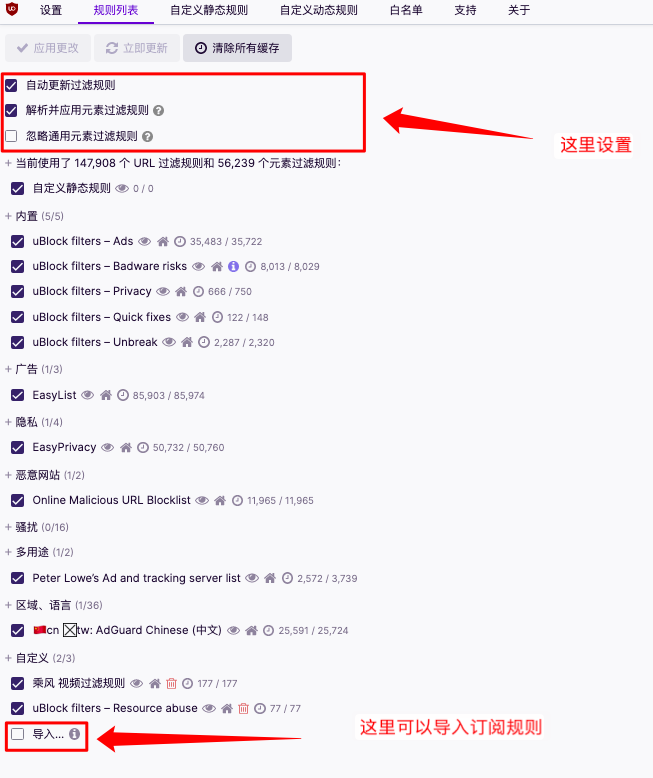 设置 规则列表 自定义静态规则 自定义动态规则 白名单 支持 关于
应用更改 立即更新 清除所有缓存
自动更新过滤规则
解析并应用元素过滤规则
忽略通用元素过滤规则
这里设置
+ 当前使用了 147,908 个 URL 过滤规则和 56,239 个元素过滤规则:
自定义静态规则 0 / 0
+ 内置 (5/5)
uBlock filters – Ads 35,483 / 35,722
uBlock filters – Badware risks 8,013 / 8,029
uBlock filters – Privacy 666 / 750
uBlock filters – Quick fixes 122 / 148
uBlock filters – Unbreak 2,287 / 2,320
+ 广告 (1/3)
EasyList 85,903 / 85,974
+ 隐私 (1/4)
EasyPrivacy 50,732 / 50,760
+ 恶意网站 (1/2)
Online Malicious URL Blocklist 11,965 / 11,965
+ 骚扰 (0/16)
+ 多用途 (1/2)
Peter Lowe’s Ad and tracking server list 2,572 / 3,739
+ 区域、语言 (1/36)
🇨🇳cn tw: AdGuard Chinese (中文) 25,591 / 25,724
+ 自定义 (2/3)
乘风 视频过滤规则 177 / 177
uBlock filters – Resource abuse 77 / 77
导入...
这里可以导入订阅规则